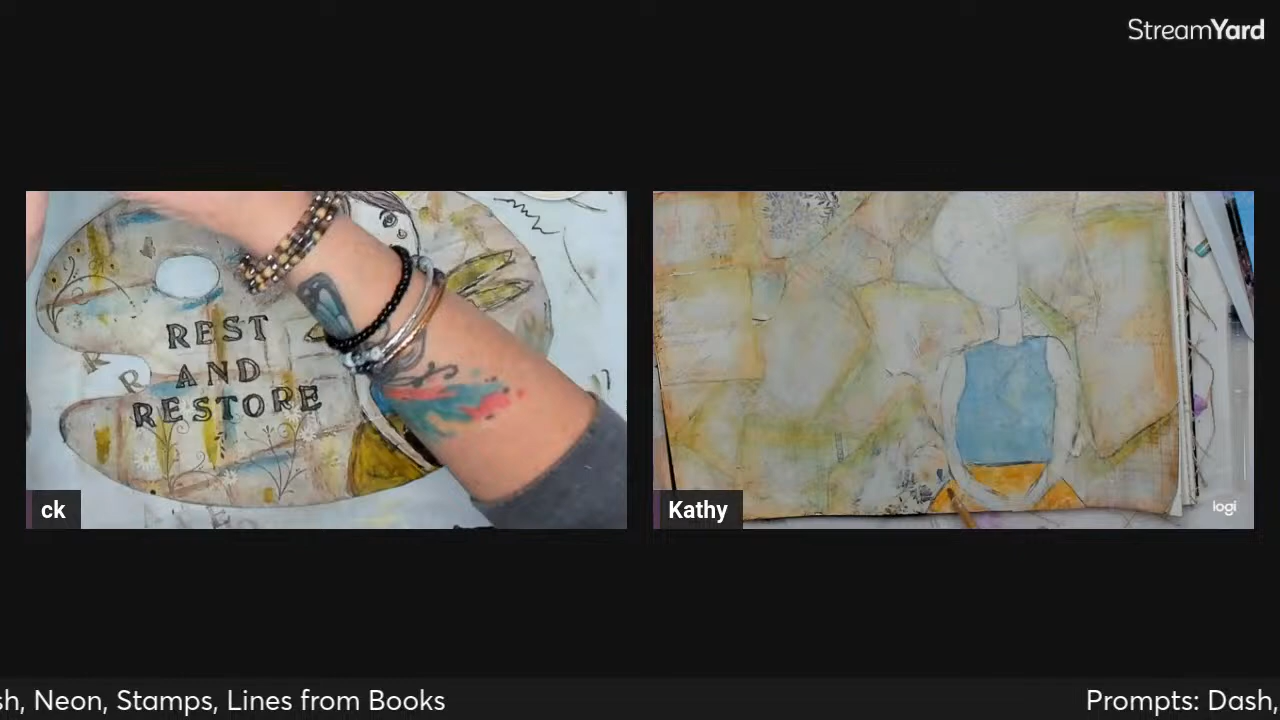 StreamYard
REST
AND
RESTORE
R
R
E
ck
Kathy
logi
sh, Neon, Stamps, Lines from Books
Prompts: Dash,